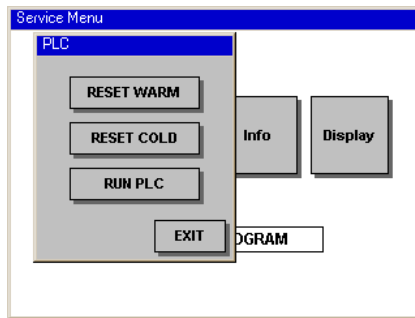 Service Menu
PLC
RESET WARM
RESET COLD
Info
Display
RUN PLC
EXIT
OGRAM